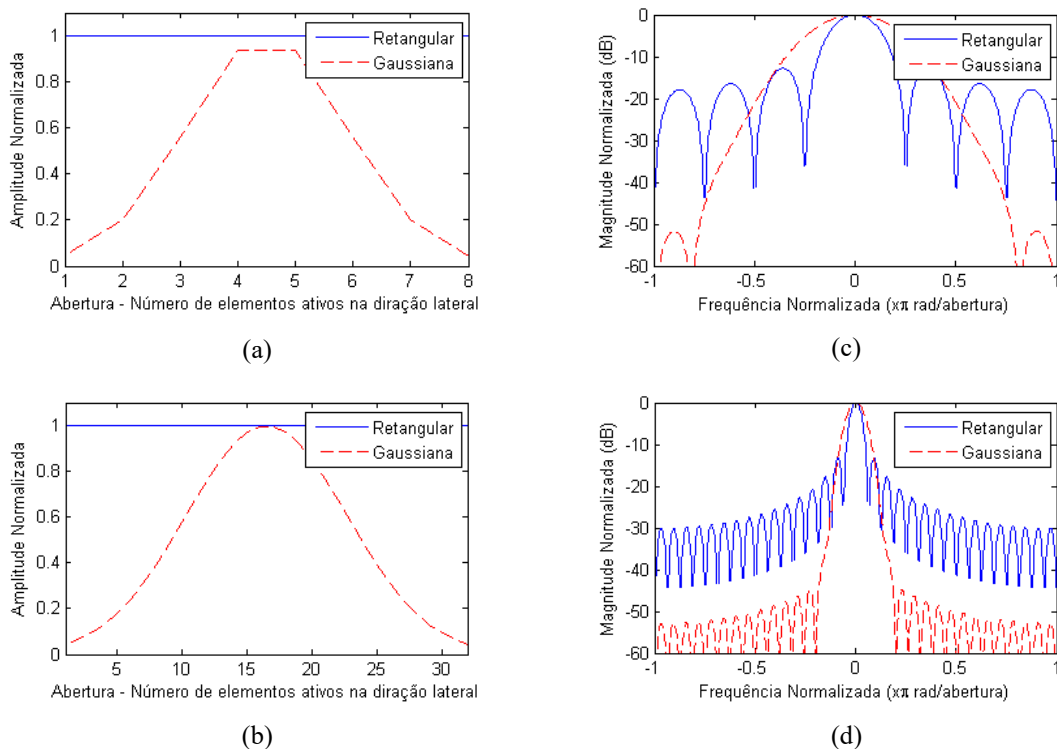 Amplitude Normalizada
1
0.8
0.6
0.4
0.2
0
1 2 3 4 5 6 7 8
Retangular
Gaussiana
Abertura - Número de elementos ativos na diração lateral
(a)
Magnitude Normalizada (dB)
0
-10
-20
-30
-40
-50
-60
-1 -0.5 0 0.5 1
Retangular
Gaussiana
Frequência Normalizada (xπ rad/abertura)
(c)
Amplitude Normalizada
1
0.8
0.6
0.4
0.2
0
5 10 15 20 25 30
Retangular
Gaussiana
Abertura - Número de elementos ativos na diração lateral
(b)
Magnitude Normalizada (dB)
0
-10
-20
-30
-40
-50
-60
-1 -0.5 0 0.5 1
Retangular
Gaussiana
Frequência Normalizada (xπ rad/abertura)
(d)